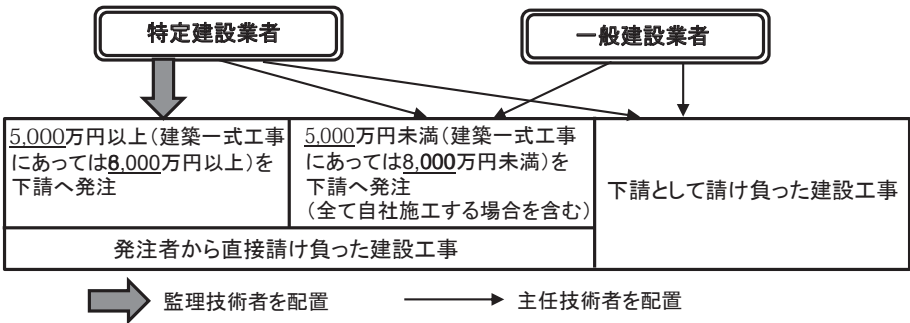 特定建設業者
一般建設業者
5,000万円以上（建築一式工事
にあっては8,000万円以上）を
下請へ発注
5,000万円未満（建築一式工事
にあっては8,000万円未満）を
下請へ発注
（全て自社施工する場合を含む）
下請として請け負った建設工事
発注者から直接請け負った建設工事
監理技術者を配置
主任技術者を配置